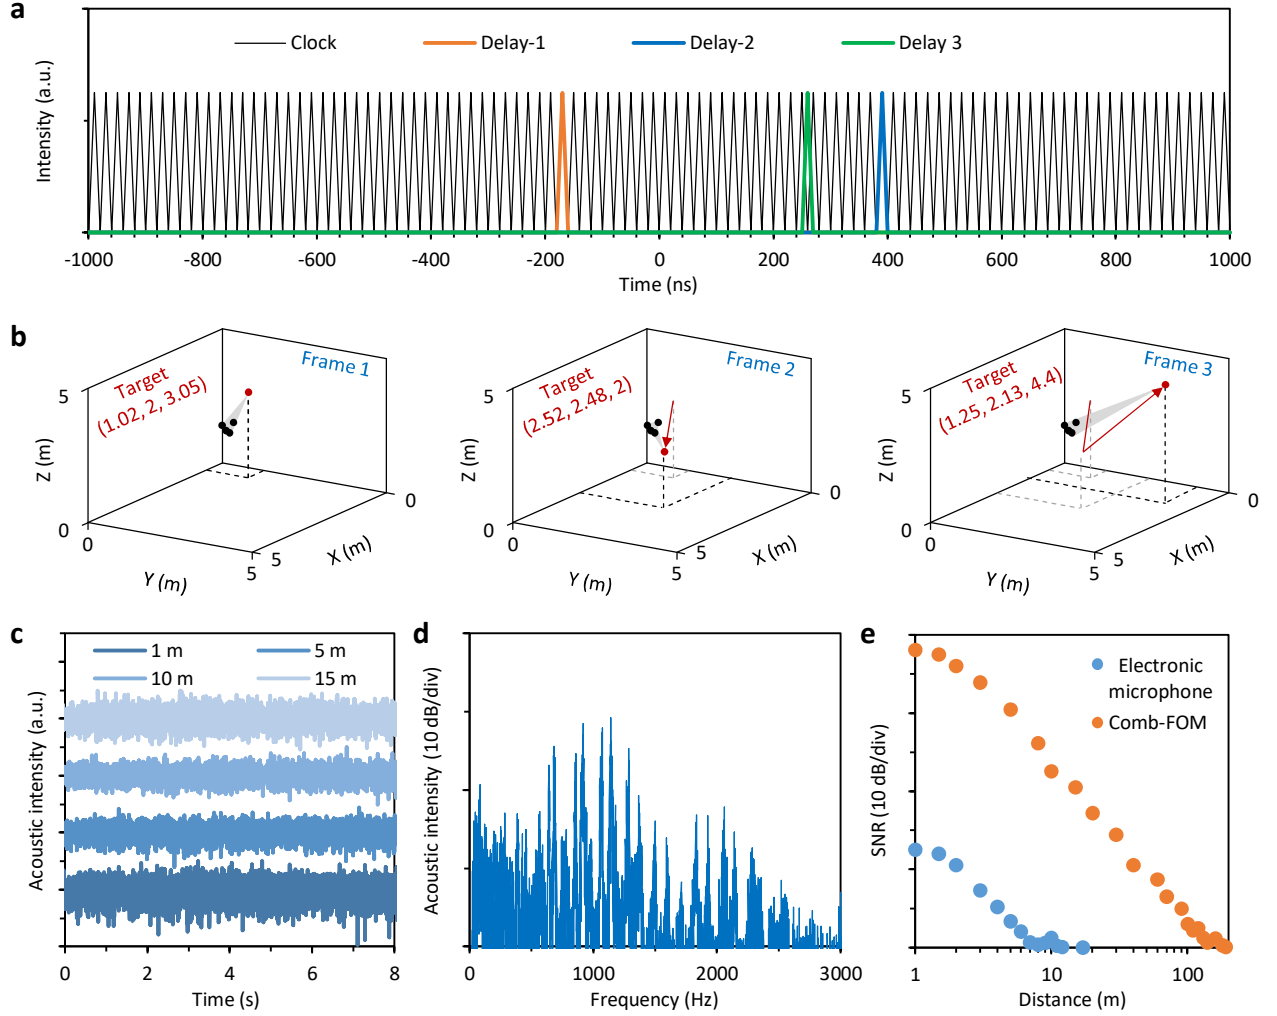 a
Clock
Delay-1
Delay-2
Delay 3
Intensity (a.u.)
-1000
-800
-600
-400
-200
0
200
400
600
800
1000
Time (ns)
b
Frame 1
Target
(1.02, 2, 3.05)
5
Z (m)
0
0
Y (m)
5
5
X (m)
0
Frame 2
Target
(2.52, 2.48, 2)
5
Z (m)
0
0
Y (m)
5
5
X (m)
0
Frame 3
Target
(1.25, 2.13, 4.4)
5
Z (m)
0
0
Y (m)
5
5
X (m)
0
c
1 m
5 m
10 m
15 m
Acoustic intensity (a.u.)
0
2
4
6
8
Time (s)
d
Acoustic intensity (10 dB/div)
0
1000
2000
3000
Frequency (Hz)
e
Electronic
microphone
Comb-FOM
SNR (10 dB/div)
1
10
100
Distance (m)